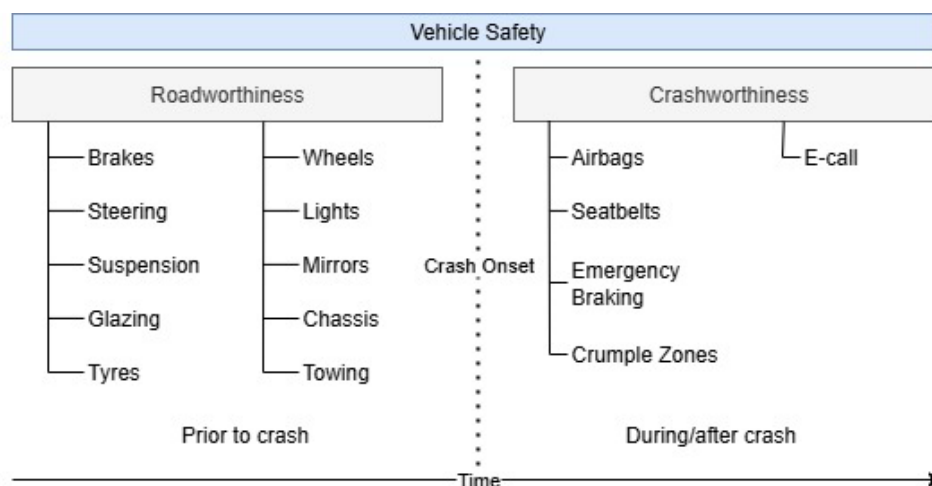 Vehicle Safety
Roadworthiness
Brakes
Steering
Suspension
Glazing
Tyres
Wheels
Lights
Mirrors
Chassis
Towing
Prior to crash
Crash Onset
Crashworthiness
Airbags
Seatbelts
Emergency
Braking
Crumple Zones
E-call
During/after crash
Time